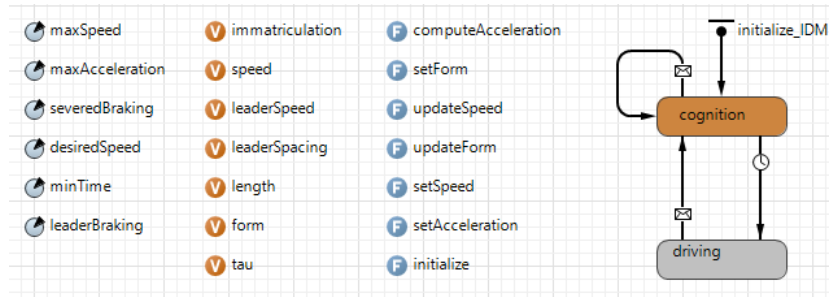 maxSpeed
maxAcceleration
severedBraking
desiredSpeed
minTime
leaderBraking
V immatriculation
V speed
V leaderSpeed
V leaderSpacing
V length
V form
V tau
F computeAcceleration
F setForm
F updateSpeed
F updateForm
F setSpeed
F setAcceleration
F initialize
initialize_IDM
cognition
driving